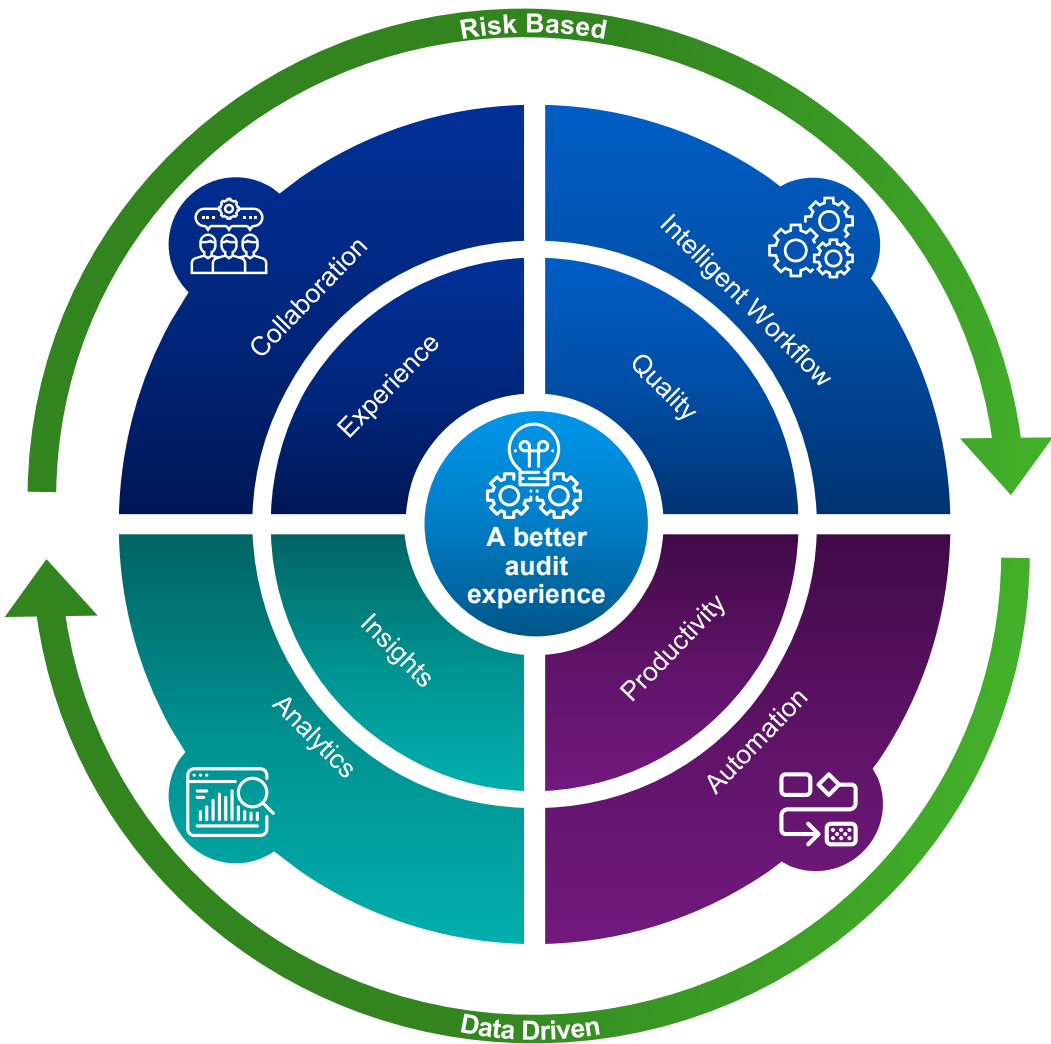 Risk Based
Collaboration
Intelligent Workflow
Experience
Quality
A better
audit
experience
Insights
Productivity
Analytics
Automation
Data Driven